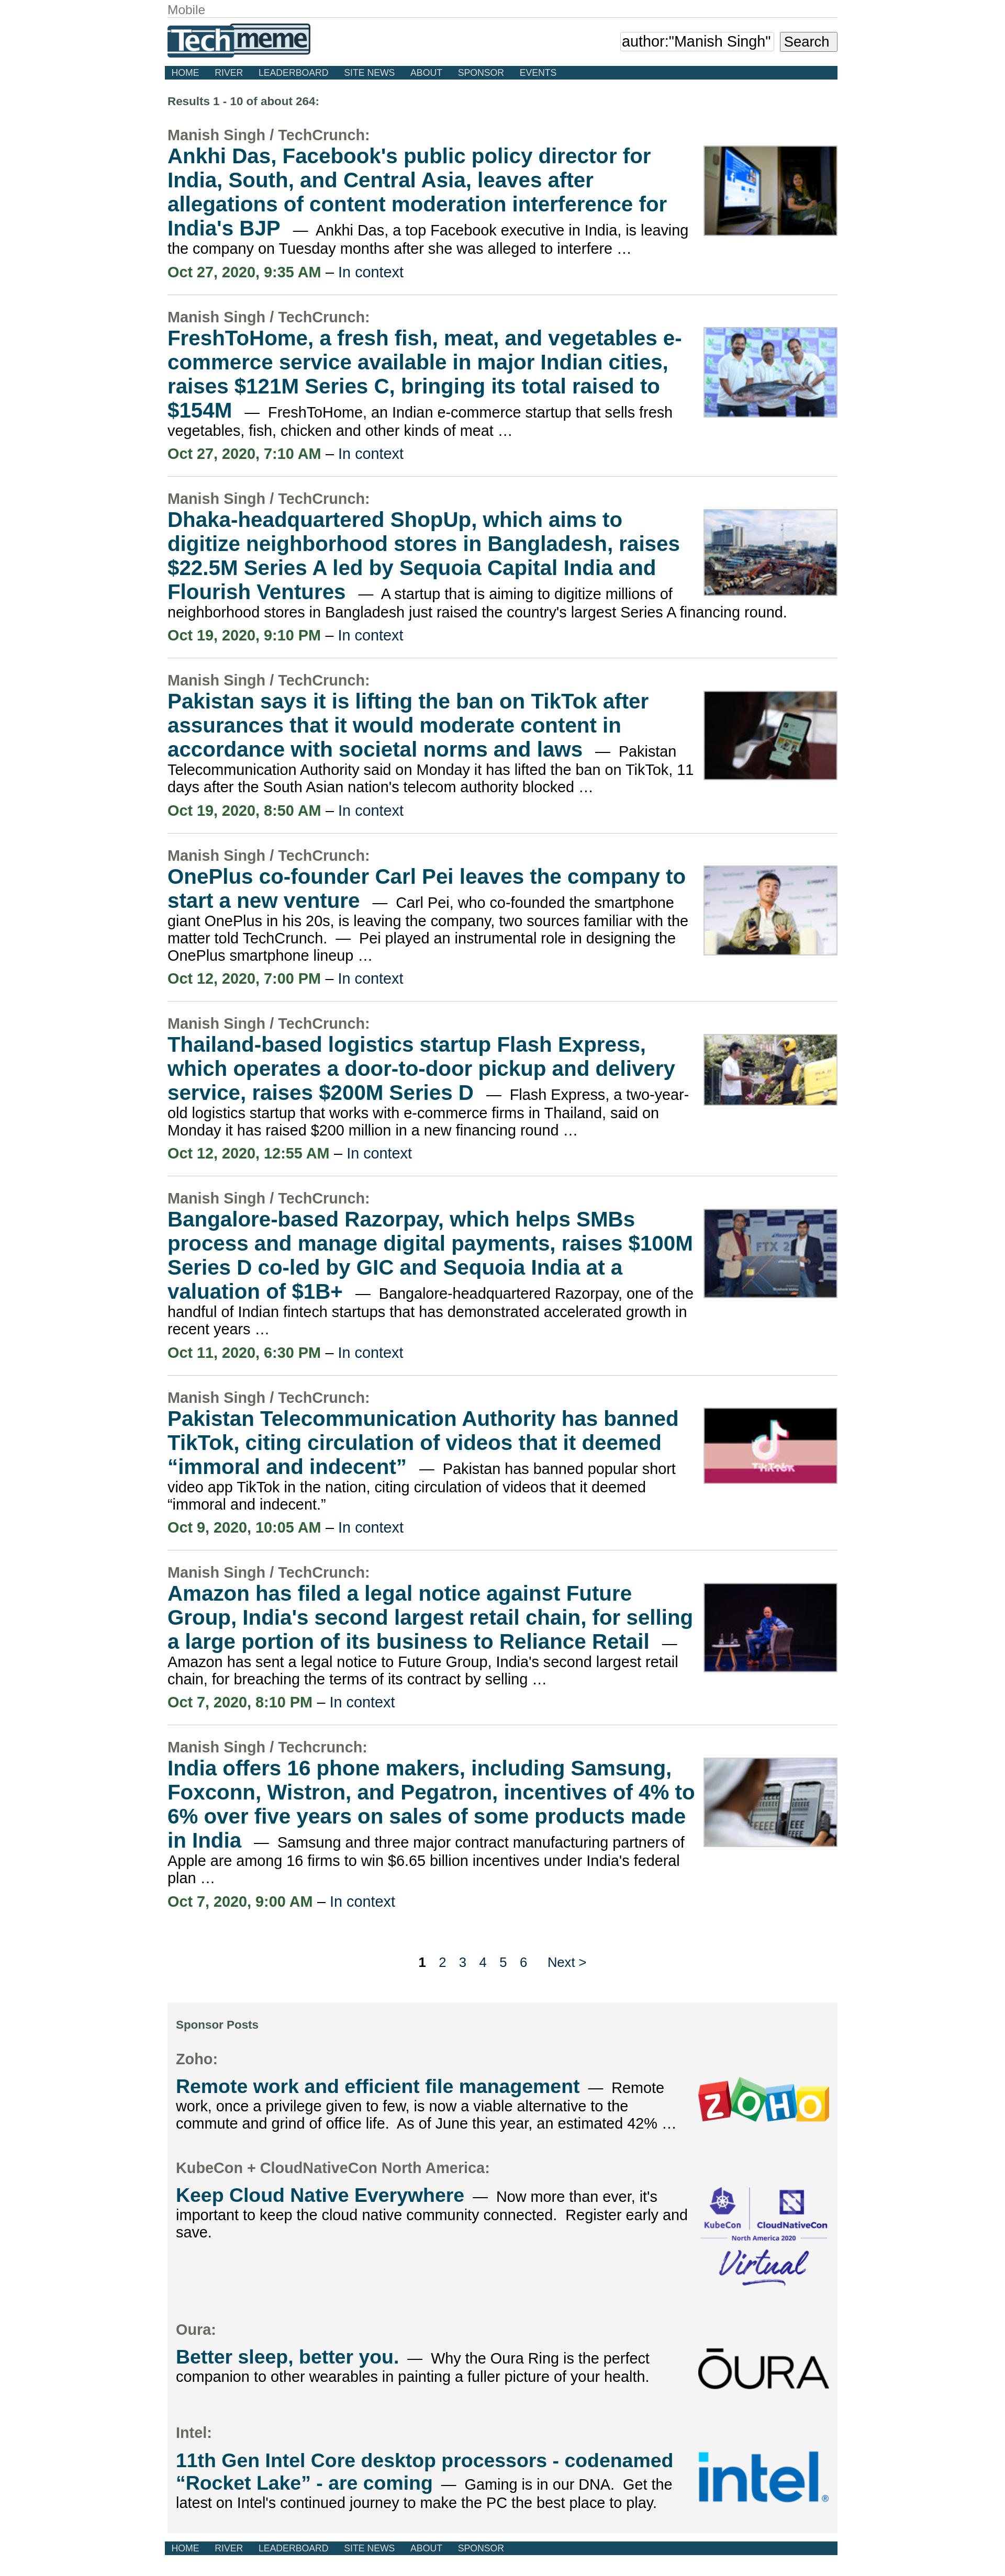 Mobile
Techmeme
author:"Manish Singh" Search
HOME RIVER LEADERBOARD SITE NEWS ABOUT SPONSOR EVENTS
Results 1 - 10 of about 264:
Manish Singh / TechCrunch:
Ankhi Das, Facebook's public policy director for
India, South, and Central Asia, leaves after
allegations of content moderation interference for
India's BJP — Ankhi Das, a top Facebook executive in India, is leaving
the company on Tuesday months after she was alleged to interfere …
Oct 27, 2020, 9:35 AM – In context
Manish Singh / TechCrunch:
FreshToHome, a fresh fish, meat, and vegetables e-
commerce service available in major Indian cities,
raises $121M Series C, bringing its total raised to
$154M — FreshToHome, an Indian e-commerce startup that sells fresh
vegetables, fish, chicken and other kinds of meat …
Oct 27, 2020, 7:10 AM – In context
Manish Singh / TechCrunch:
Dhaka-headquartered ShopUp, which aims to
digitize neighborhood stores in Bangladesh, raises
$22.5M Series A led by Sequoia Capital India and
Flourish Ventures — A startup that is aiming to digitize millions of
neighborhood stores in Bangladesh just raised the country's largest Series A financing round.
Oct 19, 2020, 9:10 PM – In context
Manish Singh / TechCrunch:
Pakistan says it is lifting the ban on TikTok after
assurances that it would moderate content in
accordance with societal norms and laws — Pakistan
Telecommunication Authority said on Monday it has lifted the ban on TikTok, 11
days after the South Asian nation's telecom authority blocked …
Oct 19, 2020, 8:50 AM – In context
Manish Singh / TechCrunch:
OnePlus co-founder Carl Pei leaves the company to
start a new venture — Carl Pei, who co-founded the smartphone
giant OnePlus in his 20s, is leaving the company, two sources familiar with the
matter told TechCrunch. — Pei played an instrumental role in designing the
OnePlus smartphone lineup …
Oct 12, 2020, 7:00 PM – In context
Manish Singh / TechCrunch:
Thailand-based logistics startup Flash Express,
which operates a door-to-door pickup and delivery
service, raises $200M Series D — Flash Express, a two-year-
old logistics startup that works with e-commerce firms in Thailand, said on
Monday it has raised $200 million in a new financing round …
Oct 12, 2020, 12:55 AM – In context
Manish Singh / TechCrunch:
Bangalore-based Razorpay, which helps SMBs
process and manage digital payments, raises $100M
Series D co-led by GIC and Sequoia India at a
valuation of $1B+ — Bangalore-headquartered Razorpay, one of the
handful of Indian fintech startups that has demonstrated accelerated growth in
recent years …
FTX 2
Oct 11, 2020, 6:30 PM – In context
Manish Singh / TechCrunch:
Pakistan Telecommunication Authority has banned
TikTok, citing circulation of videos that it deemed
“immoral and indecent” — Pakistan has banned popular short
video app TikTok in the nation, citing circulation of videos that it deemed
“immoral and indecent.”
TikTok
Oct 9, 2020, 10:05 AM – In context
Manish Singh / TechCrunch:
Amazon has filed a legal notice against Future
Group, India's second largest retail chain, for selling
a large portion of its business to Reliance Retail —
Amazon has sent a legal notice to Future Group, India's second largest retail
chain, for breaching the terms of its contract by selling …
Oct 7, 2020, 8:10 PM – In context
Manish Singh / Techcrunch:
India offers 16 phone makers, including Samsung,
Foxconn, Wistron, and Pegatron, incentives of 4% to
6% over five years on sales of some products made
in India — Samsung and three major contract manufacturing partners of
Apple are among 16 firms to win $6.65 billion incentives under India's federal
plan …
Oct 7, 2020, 9:00 AM – In context
1 2 3 4 5 6 Next >
Sponsor Posts
Zoho:
Remote work and efficient file management — Remote
work, once a privilege given to few, is now a viable alternative to the
commute and grind of office life. As of June this year, an estimated 42% …
ZOHO
KubeCon + CloudNativeCon North America:
Keep Cloud Native Everywhere — Now more than ever, it's
important to keep the cloud native community connected. Register early and
save.
KubeCon CloudNativeCon
North America 2020
Virtual
Oura:
Better sleep, better you. — Why the Oura Ring is the perfect
companion to other wearables in painting a fuller picture of your health.
ŌURA
Intel:
11th Gen Intel Core desktop processors - codenamed
“Rocket Lake” - are coming — Gaming is in our DNA. Get the
latest on Intel's continued journey to make the PC the best place to play.
intel®
HOME RIVER LEADERBOARD SITE NEWS ABOUT SPONSOR